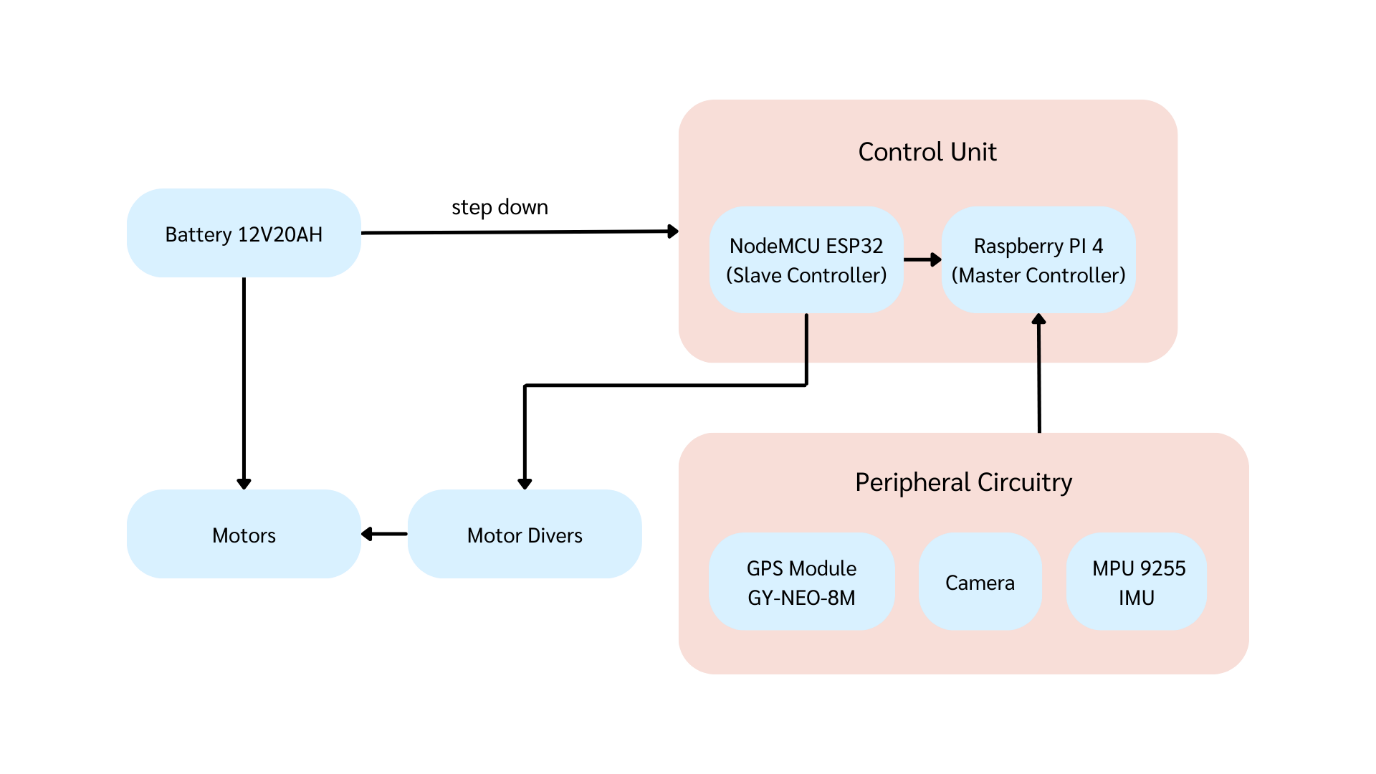 Control Unit
step down
Battery 12V20AH
NodeMCU ESP32
(Slave Controller)
Raspberry PI 4
(Master Controller)
Peripheral Circuitry
Motors
Motor Divers
GPS Module
GY-NEO-8M
Camera
MPU 9255
IMU